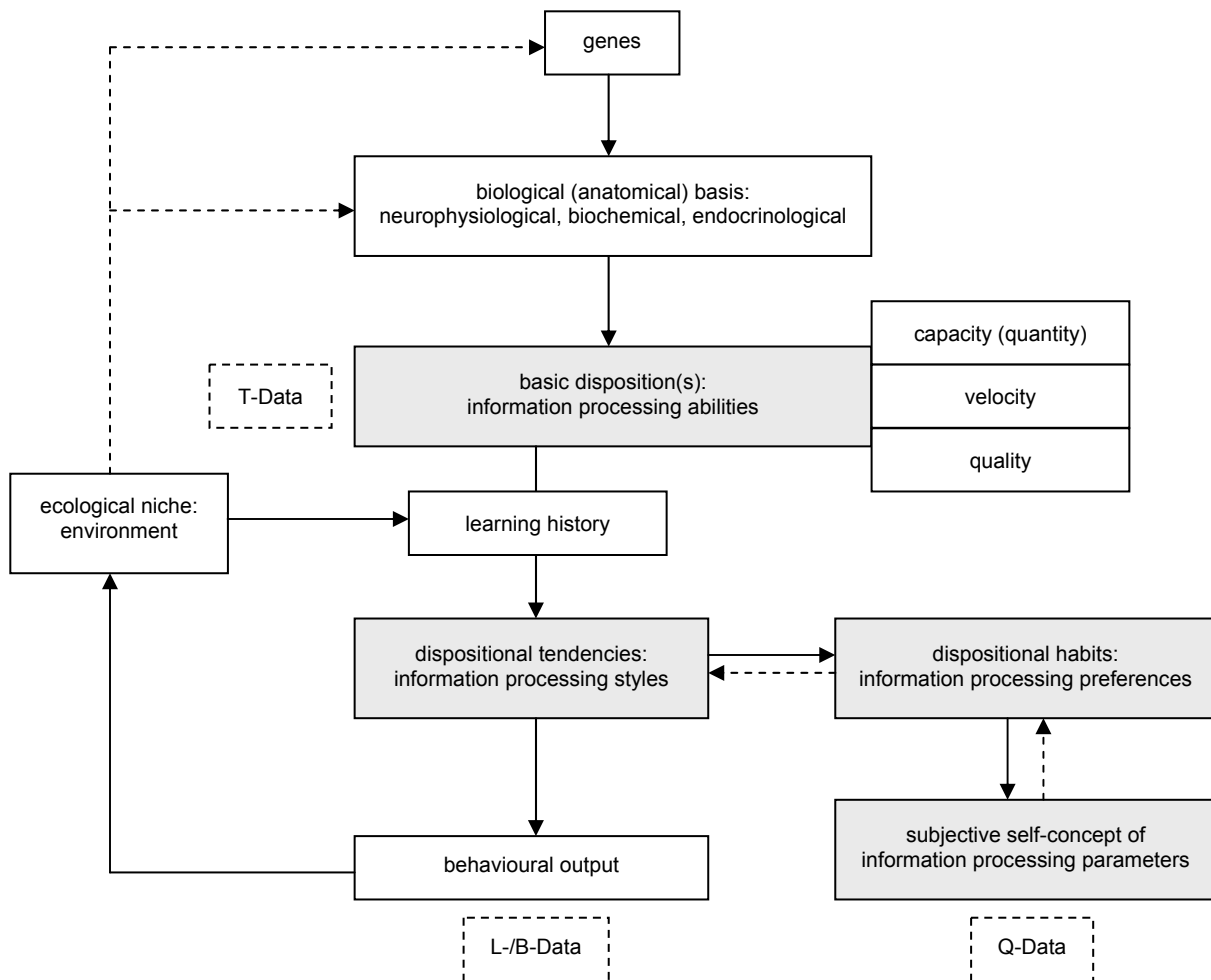 genes
biological (anatomical) basis:
neurophysiological, biochemical, endocrinological
capacity (quantity)
T-Data
basic disposition(s):
information processing abilities
velocity
quality
ecological niche:
environment
learning history
dispositional tendencies:
information processing styles
dispositional habits:
information processing preferences
behavioural output
subjective self-concept of
information processing parameters
L-/B-Data
Q-Data